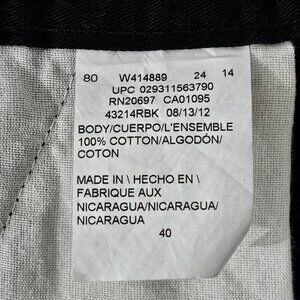 80 W414889 24 14
UPC 029311563790
RN20697 CA01095
43214RBK 08/13/12
BODY/CUERPO/L'ENSEMBLE
100% COTTON/ALGODÓN/
COTON
MADE IN \ HECHO EN \
FABRIQUE AUX
NICARAGUA/NICARAGUA/
NICARAGUA
40